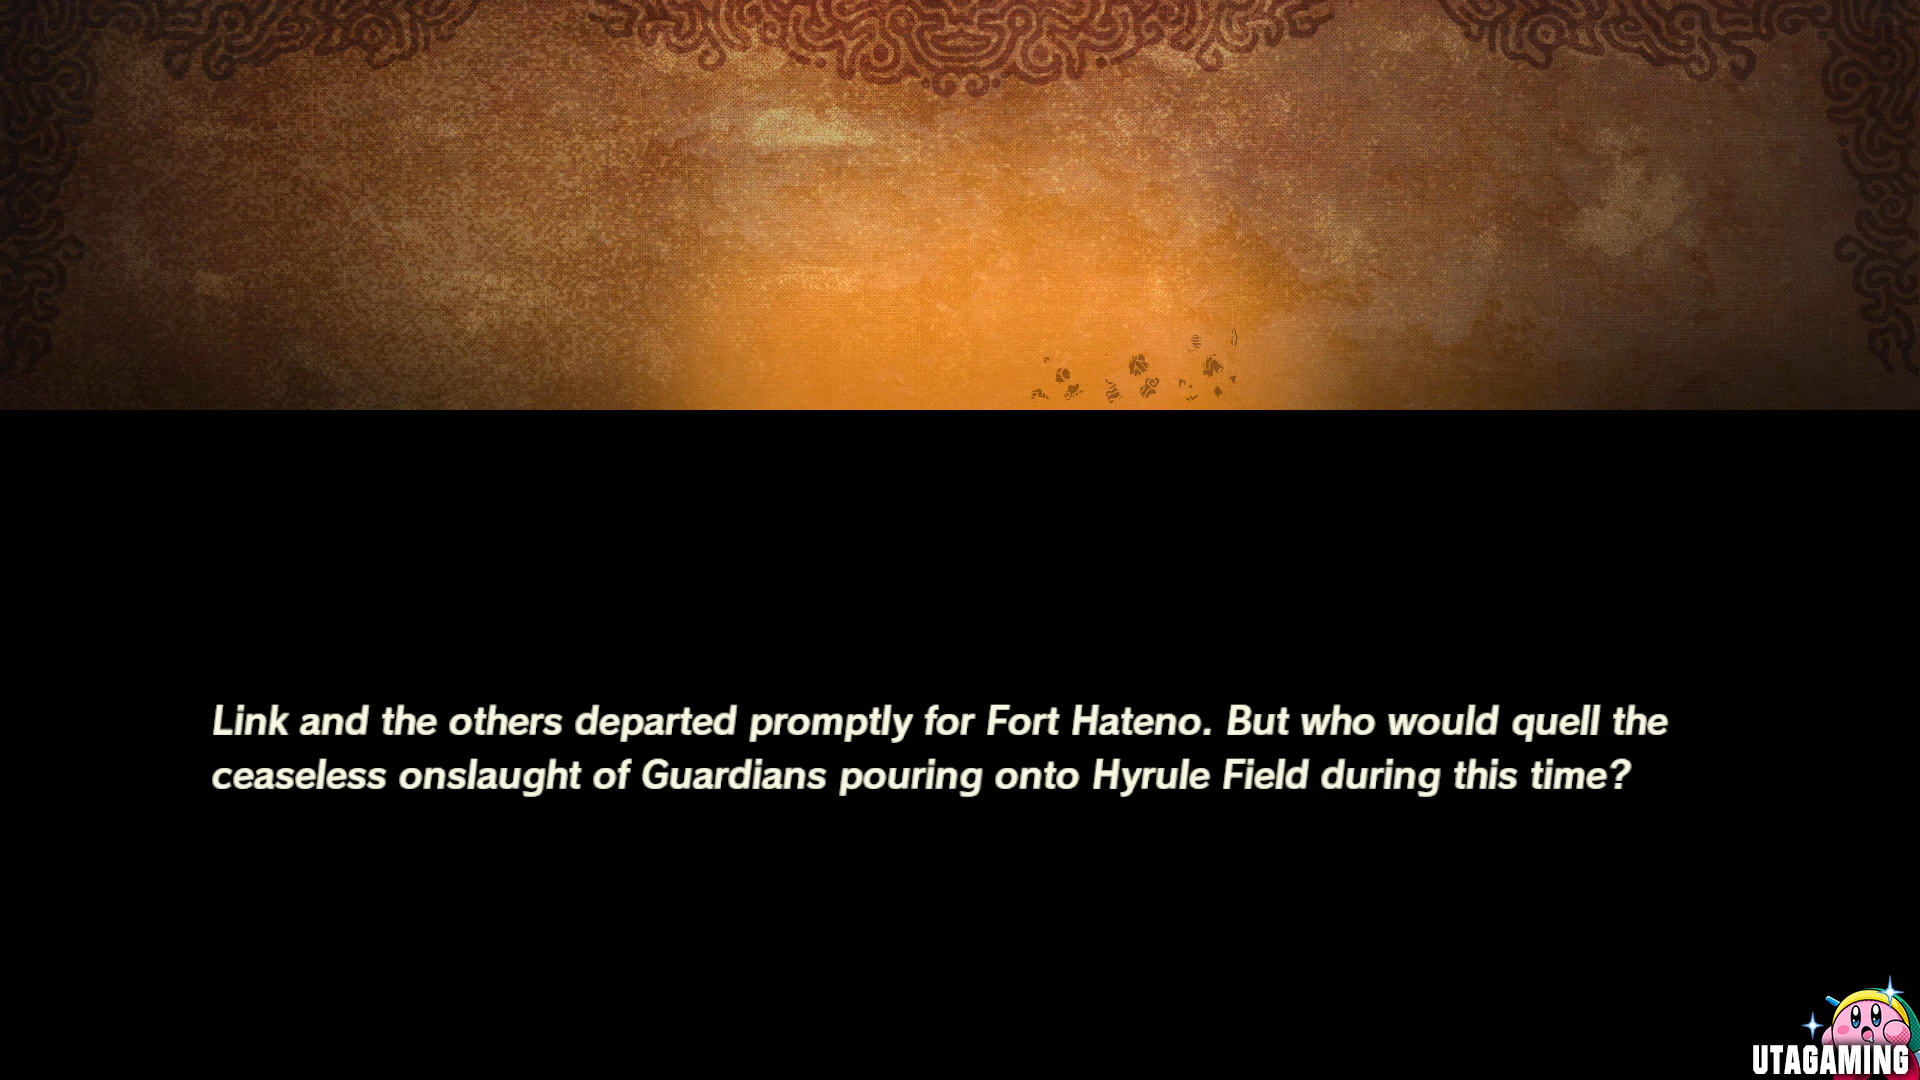 Link and the others departed promptly for Fort Hateno. But who would quell the
ceaseless onslaught of Guardians pouring onto Hyrule Field during this time?
UTAGAMING